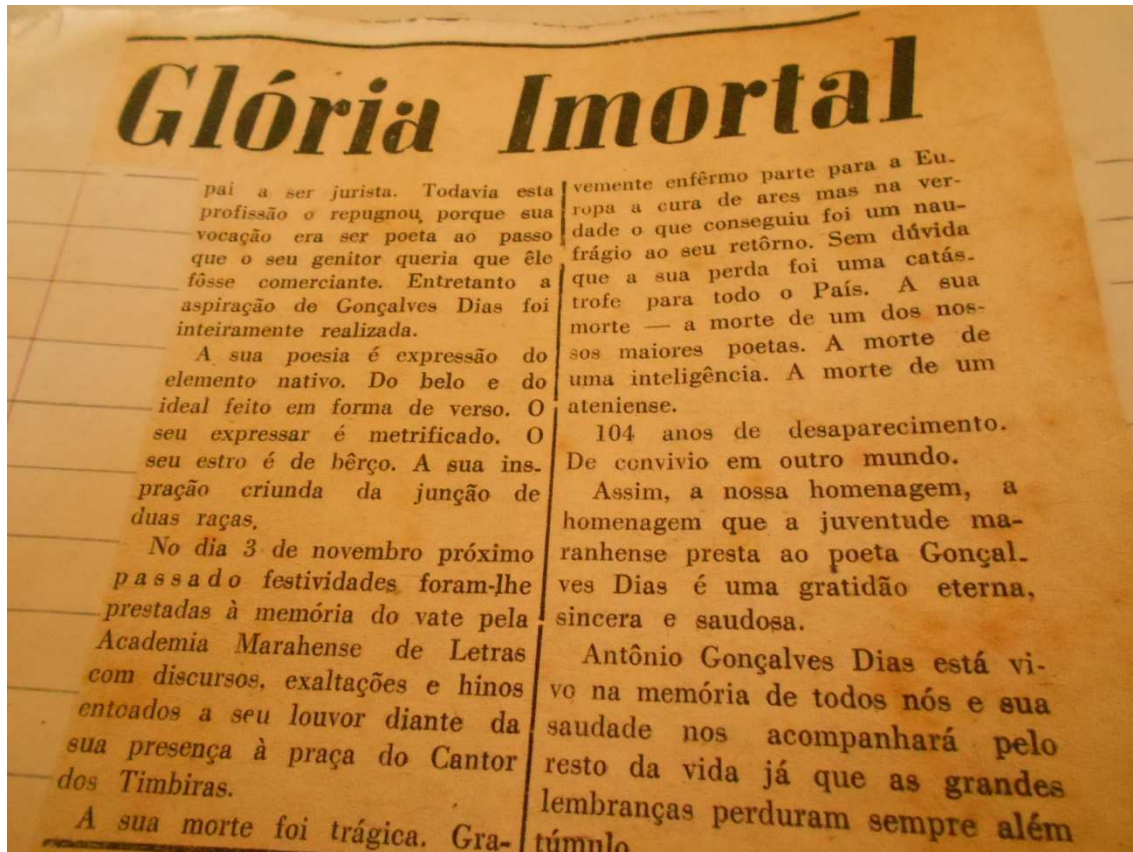 Glória Imortal
pai a ser jurista. Todavia esta
profissão o repugnou, porque sua
vocação era ser poeta ao passo
que o seu genitor queria que êle
fôsse comerciante. Entretanto a
aspiração de Gonçalves Dias foi
inteiramente realizada.
A sua poesia é expressão do
elemento nativo. Do belo e do
ideal feito em forma de verso. O
seu expressar é metrificado. O
seu estro é de bêrço. A sua ins-
pração criunda da junção de
duas raças.
No dia 3 de novembro próximo
passado festividades foram-lhe
prestadas à memória do vate pela
Academia Marahense de Letras
com discursos, exaltações e hinos
entoados a seu louvor diante da
sua presença à praça do Cantor
dos Timbiras.
A sua morte foi trágica. Gra-
vemente enfêrmo parte para a Eu-
ropa a cura de ares mas na ver-
dade o que conseguiu foi um nau-
frágio ao seu retôrno. Sem dúvida
que a sua perda foi uma catás-
trofe para todo o País. A sua
morte — a morte de um dos nos-
sos maiores poetas. A morte de
uma inteligência. A morte de um
ateniense.
104 anos de desaparecimento.
De convivio em outro mundo.
Assim, a nossa homenagem, a
homenagem que a juventude ma-
ranhense presta ao poeta Gonçal-
ves Dias é uma gratidão eterna,
sincera e saudosa.
Antônio Gonçalves Dias está vi-
vo na memória de todos nós e sua
saudade nos acompanhará pelo
resto da vida já que as grandes
lembranças perduram sempre além
túmulo